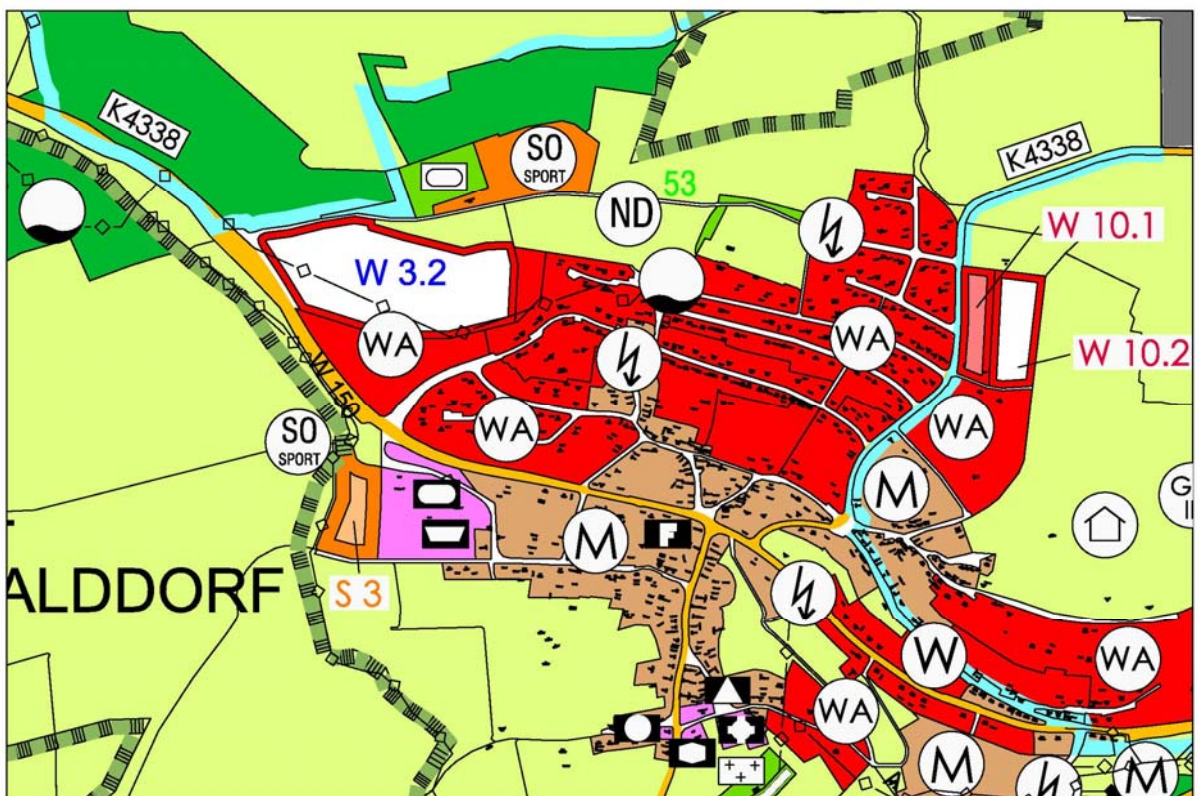 K4338
SO
SPORT
K4338
53
ND
W 10.1
W 3.2
WA
WA
W 10.2
W 150
WA
WA
SO
SPORT
M
M
F
ALDDORF
S 3
W
WA
WA
M
M